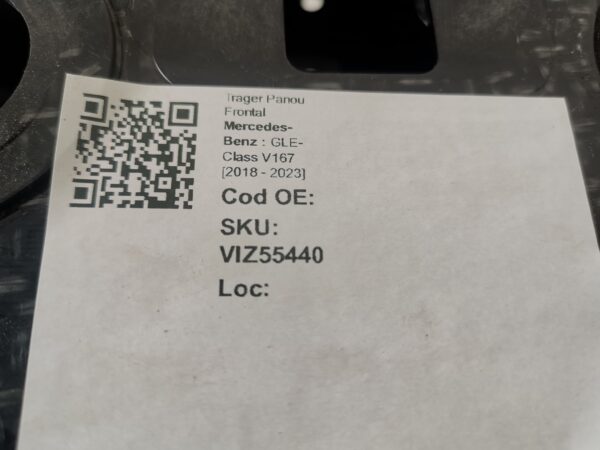 Trager Panou
Frontal
Mercedes-
Benz : GLE-
Class V167
[2018 - 2023]
Cod OE:
SKU:
VIZ55440
Loc: